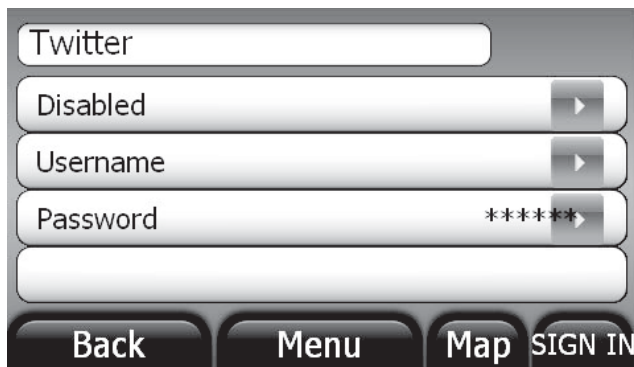 Twitter
Disabled
Username
Password ******
Back Menu Map SIGN IN